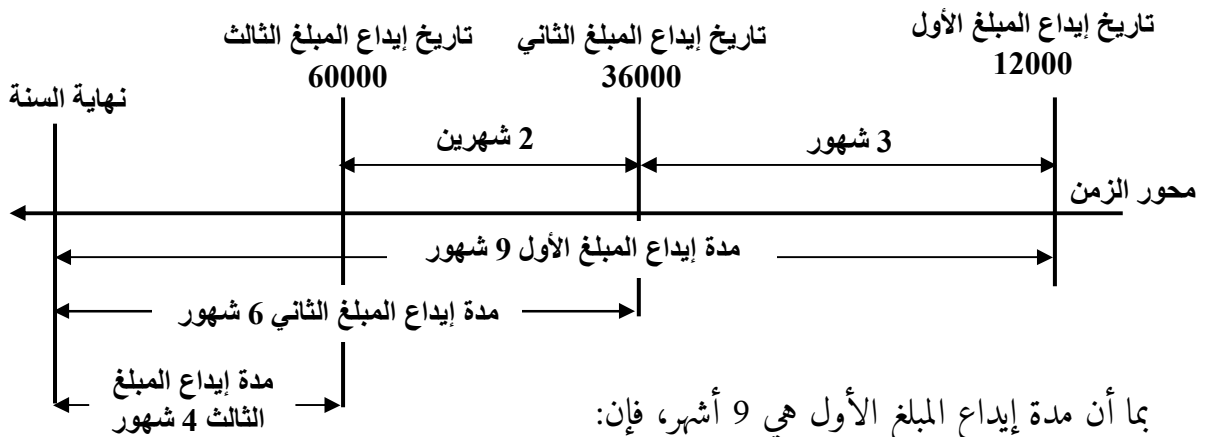 تاريخ إيداع المبلغ الأول
12000
تاريخ إيداع المبلغ الثاني
36000
تاريخ إيداع المبلغ الثالث
60000
نهاية السنة
3 شهور
2 شهرين
محور الزمن
مدة إيداع المبلغ الأول 9 شهور
مدة إيداع المبلغ الثاني 6 شهور
مدة إيداع المبلغ
الثالث 4 شهور
بما أن مدة إيداع المبلغ الأول هي 9 أشهر، فإن: